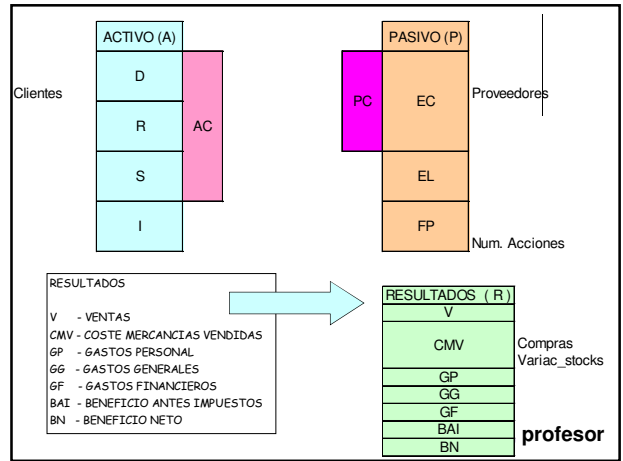 ACTIVO (A)
D
Clientes
R
AC
S
I
PASIVO (P)
PC
EC
Proveedores
EL
FP
Num. Acciones
RESULTADOS
V - VENTAS
CMV - COSTE MERCANCIAS VENDIDAS
GP - GASTOS PERSONAL
GG - GASTOS GENERALES
GF - GASTOS FINANCIEROS
BAI - BENEFICIO ANTES IMPUESTOS
BN - BENEFICIO NETO
RESULTADOS ( R )
V
CMV
Compras
Variac_stocks
GP
GG
GF
BAI
BN
profesor